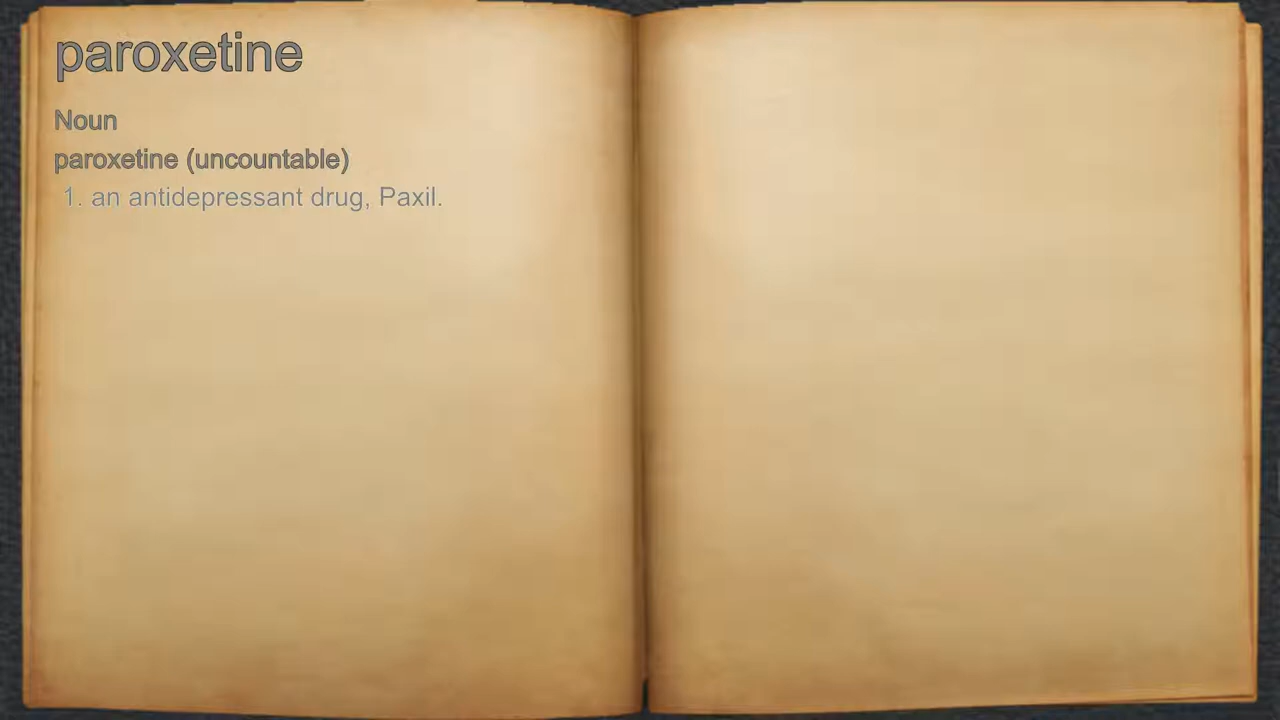 paroxetine
Noun
paroxetine (uncountable)
1. an antidepressant drug, Paxil.